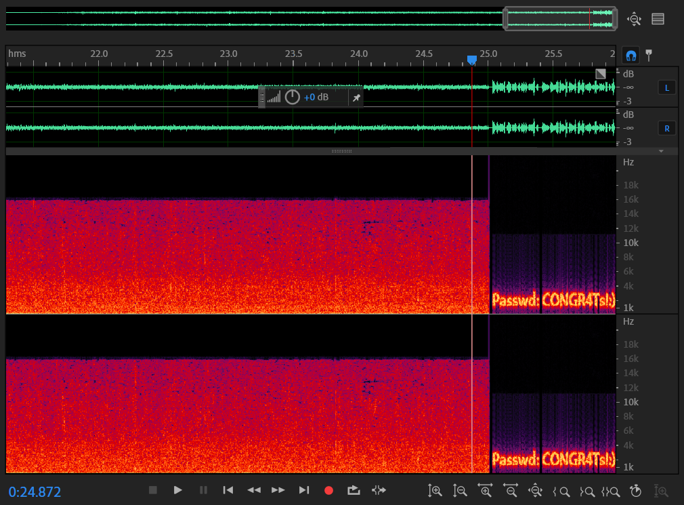 hms 22.0 22.5 23.0 23.5 24.0 24.5 25.0 25.5 2
dB
-∞
-3
L
+0 dB
dB
-∞
-3
R
Hz
18k
16k
14k
12k
10k
8k
6k
4k
1k
Passwd: CONGR4Ts!:)
Hz
18k
16k
14k
12k
10k
8k
6k
4k
1k
Passwd: CONGR4Ts!:)
0:24.872